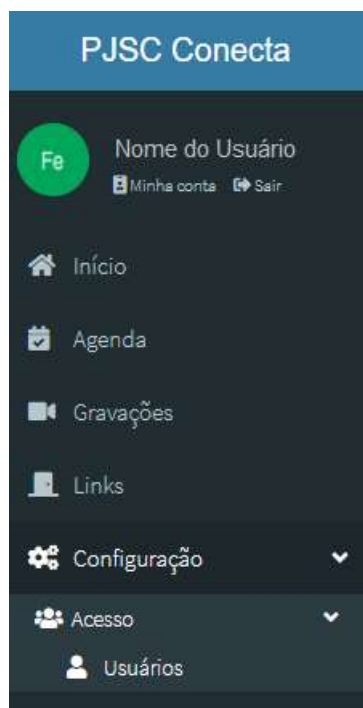 PJSC Conecta
Fe
Nome do Usuário
Minha conta Sair
Início
Agenda
Gravações
Links
Configuração
Acesso
Usuários